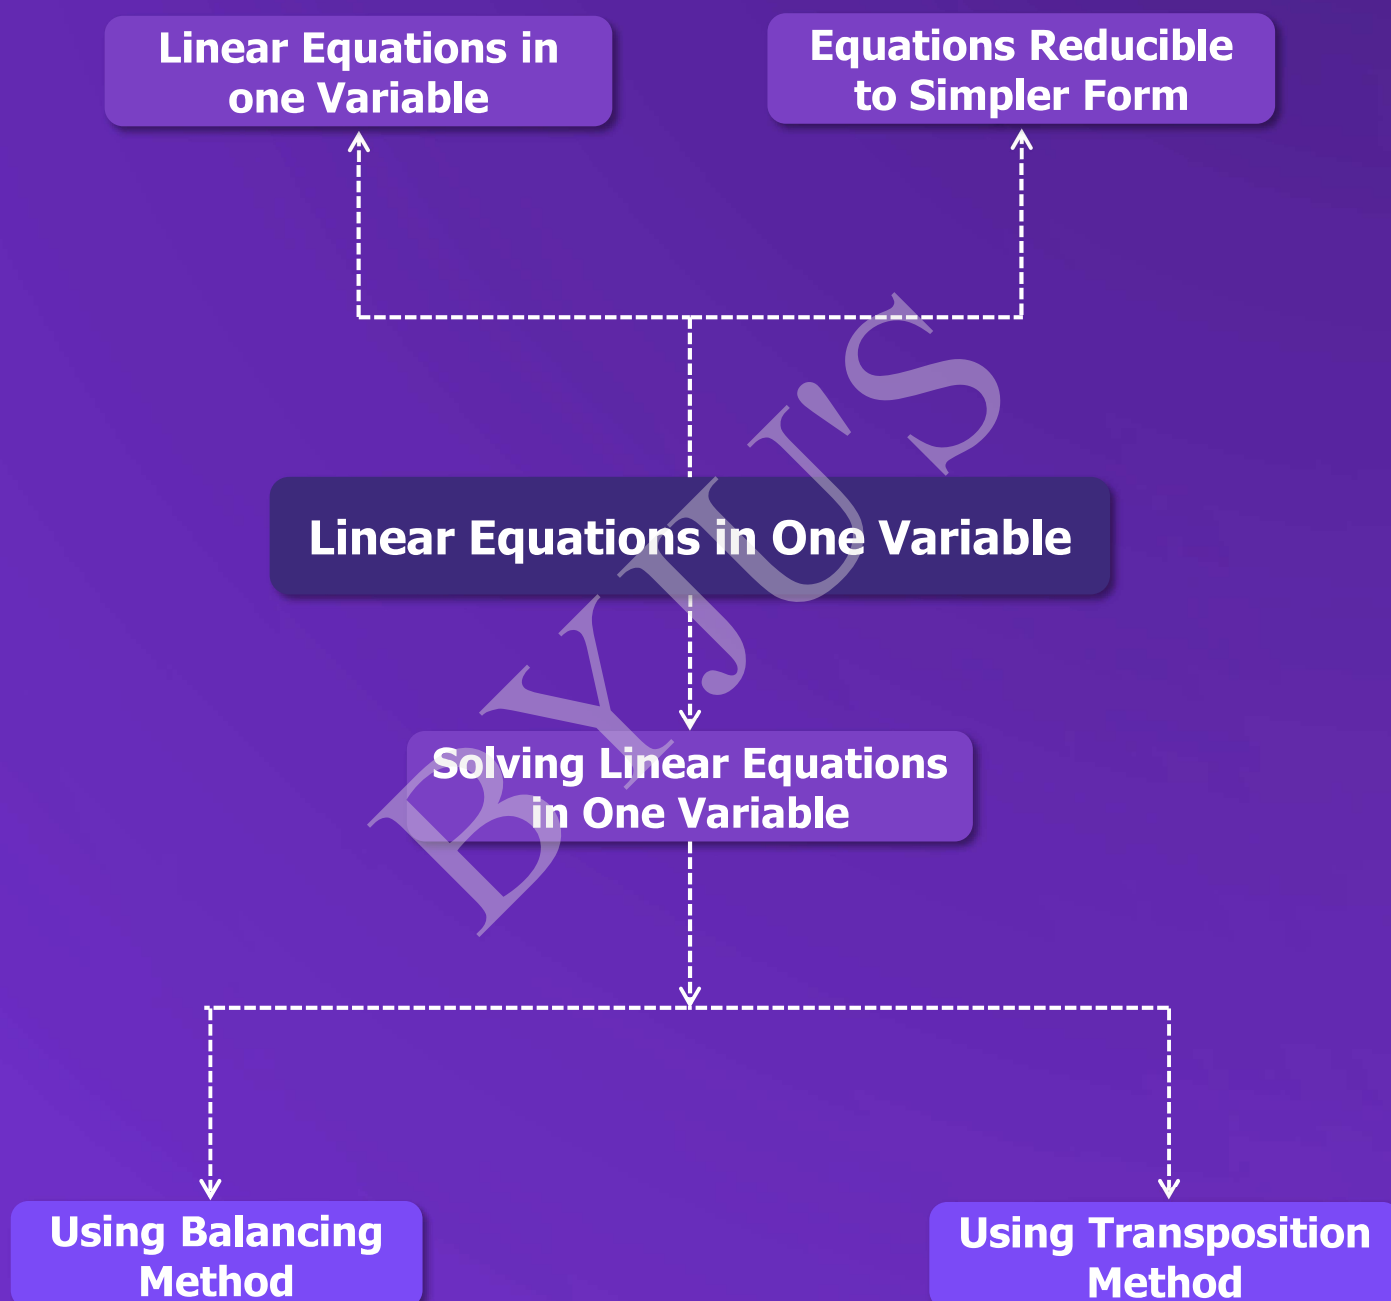 Linear Equations in
one Variable
Equations Reducible
to Simpler Form
Linear Equations in One Variable
Solving Linear Equations
in One Variable
Using Balancing
Method
Using Transposition
Method
BYJU'S